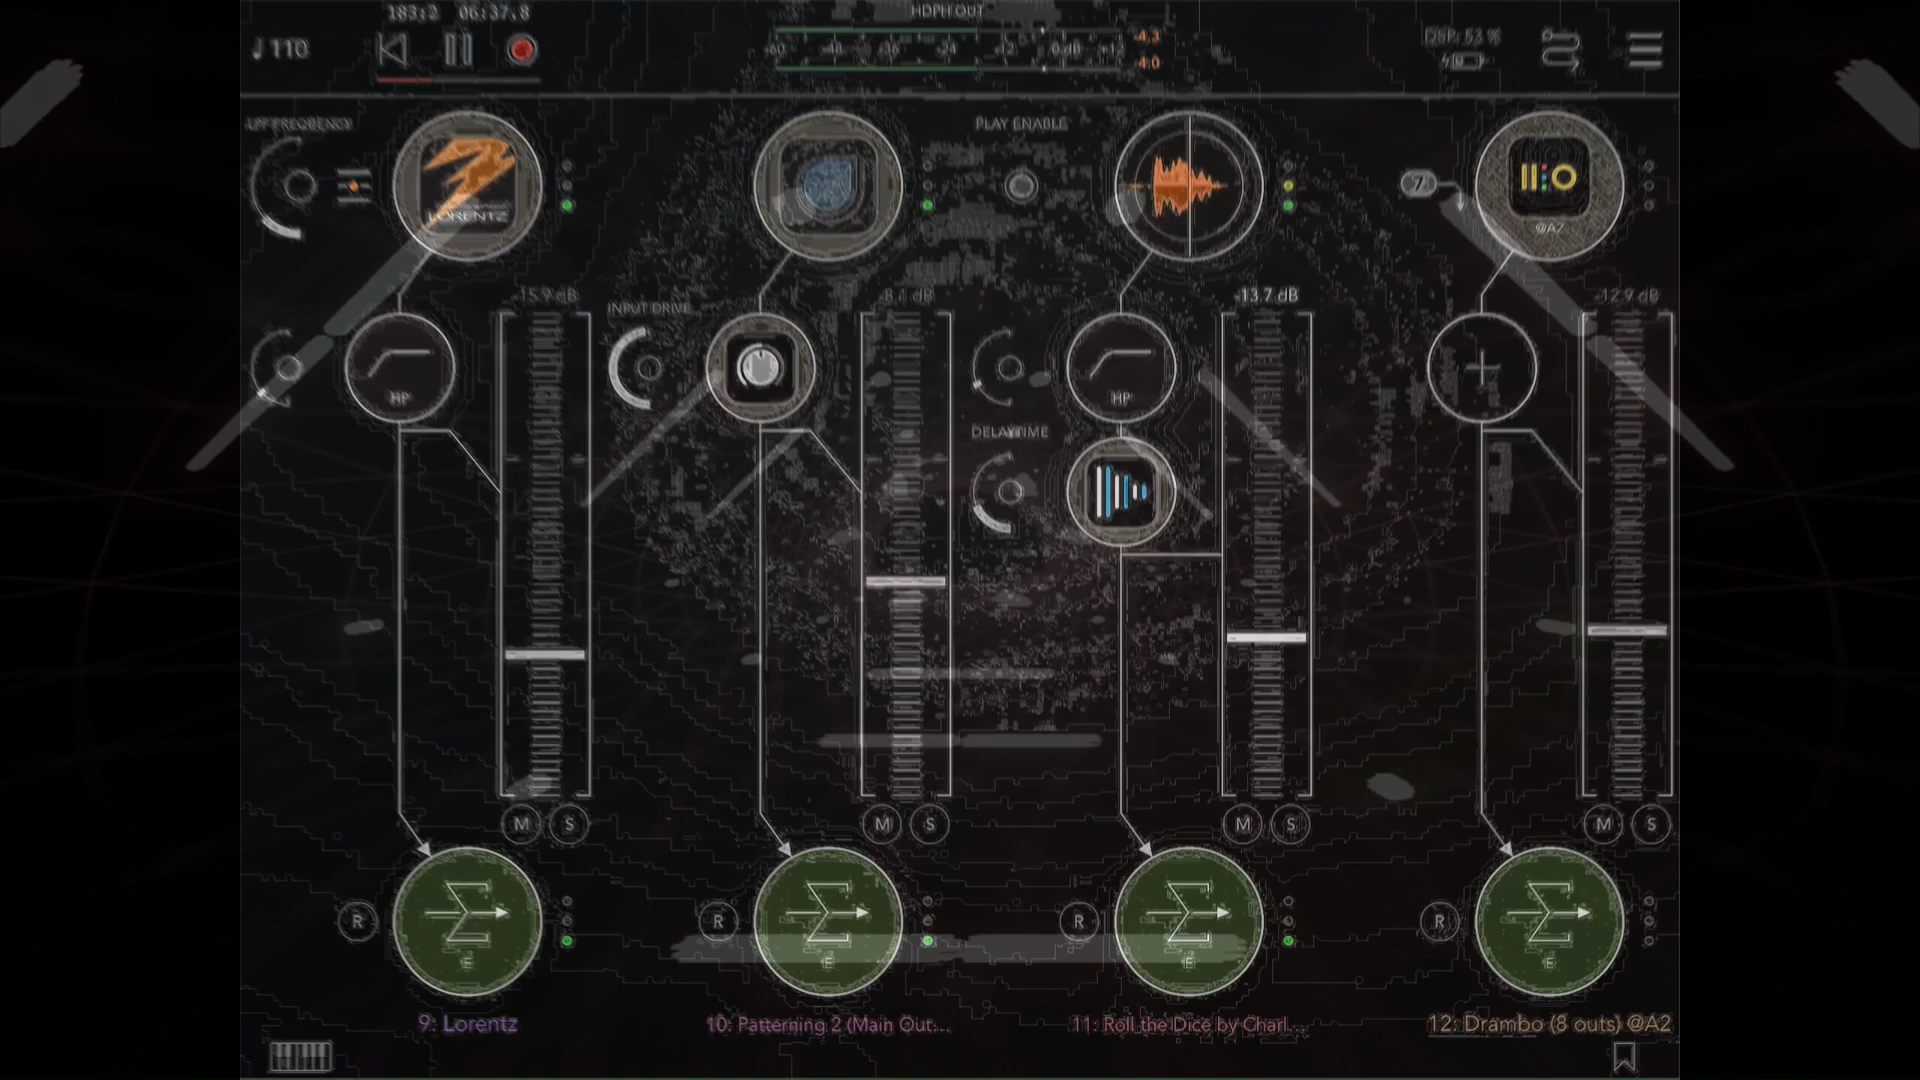 183:2 06:37.8
HDPH OUT
♩110
-60 -48 -36 -24 -12 0dB +12
-4.3
-4.0
DSP: 53 %
LPF FREQUENCY
PLAY ENABLE
LORENTZ
7
@A2
-15.9 dB
-8.1 dB
-13.7 dB
-12.9 dB
INPUT DRIVE
HP
HP
DELAY TIME
M S
M S
M S
M S
R
R
R
R
E
E
E
E
9: Lorentz
10: Patterning 2 (Main Out...
11: Roll the Dice by Charl...
12: Drambo (8 outs) @A2